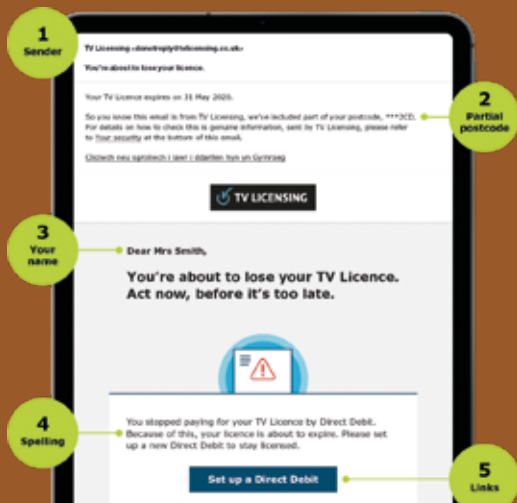 1
Sender
TV Licensing <donotreply@tvlicensing.co.uk>
You're about to lose your licence.
Your TV Licence expires on 31 May 2020.
So you know this email is from TV Licensing, we've included part of your postcode, ***2CD.
For details on how to check this is genuine information, sent by TV Licensing, please refer
to Your security at the bottom of this email.
2
Partial
postcode
TV LICENSING
3
Your
name
Dear Mrs Smith,
You're about to lose your TV Licence.
Act now, before it's too late.
4
Spelling
You stopped paying for your TV Licence by Direct Debit.
Because of this, your licence is about to expire. Please set
up a new Direct Debit to stay licensed.
Set up a Direct Debit
5
Links